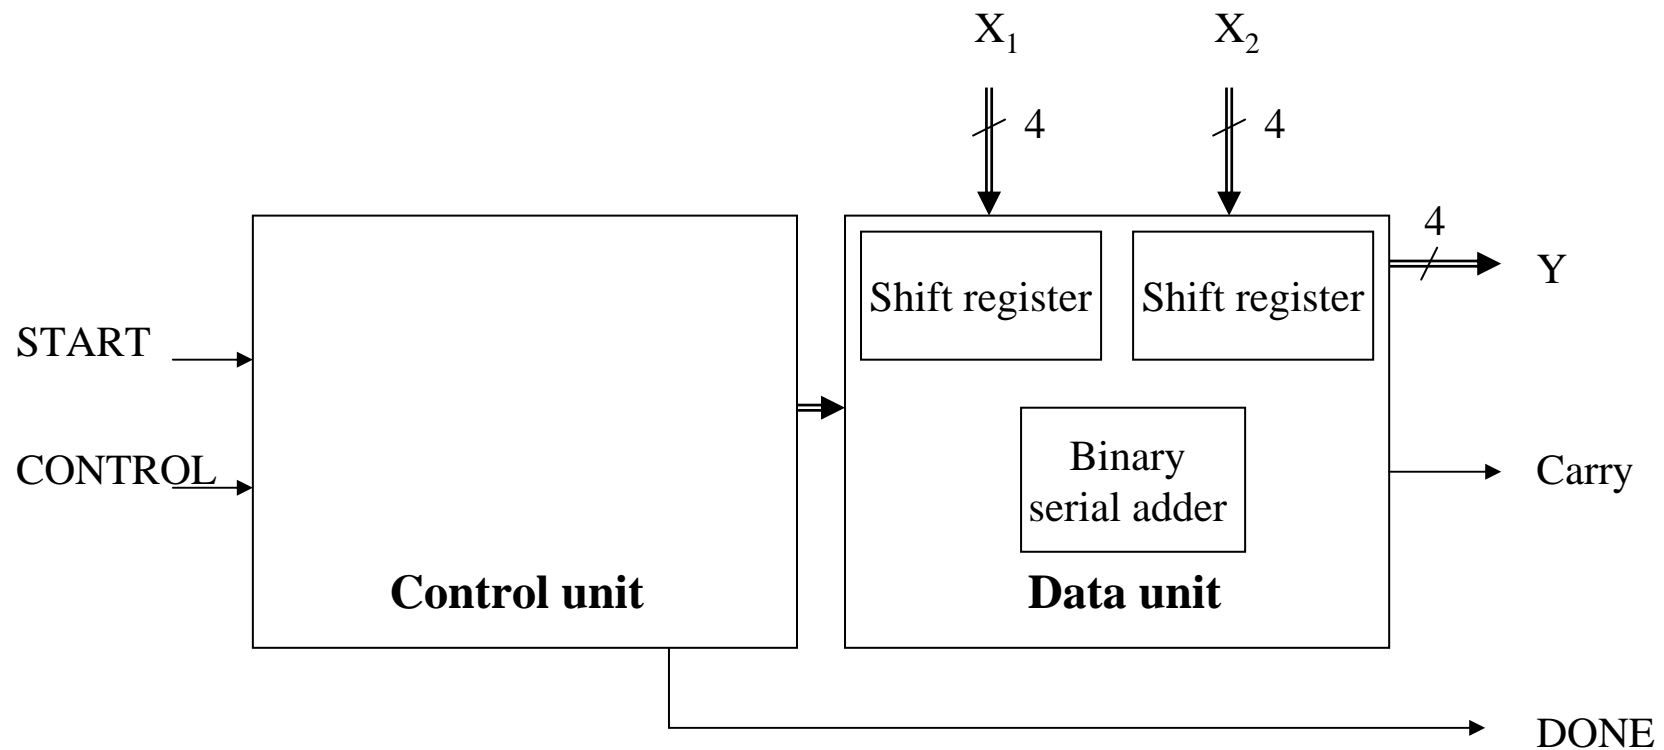 X₁ X₂
4 4
4
Y
Shift register Shift register
START
CONTROL
Binary
serial adder
Carry
Control unit Data unit
DONE